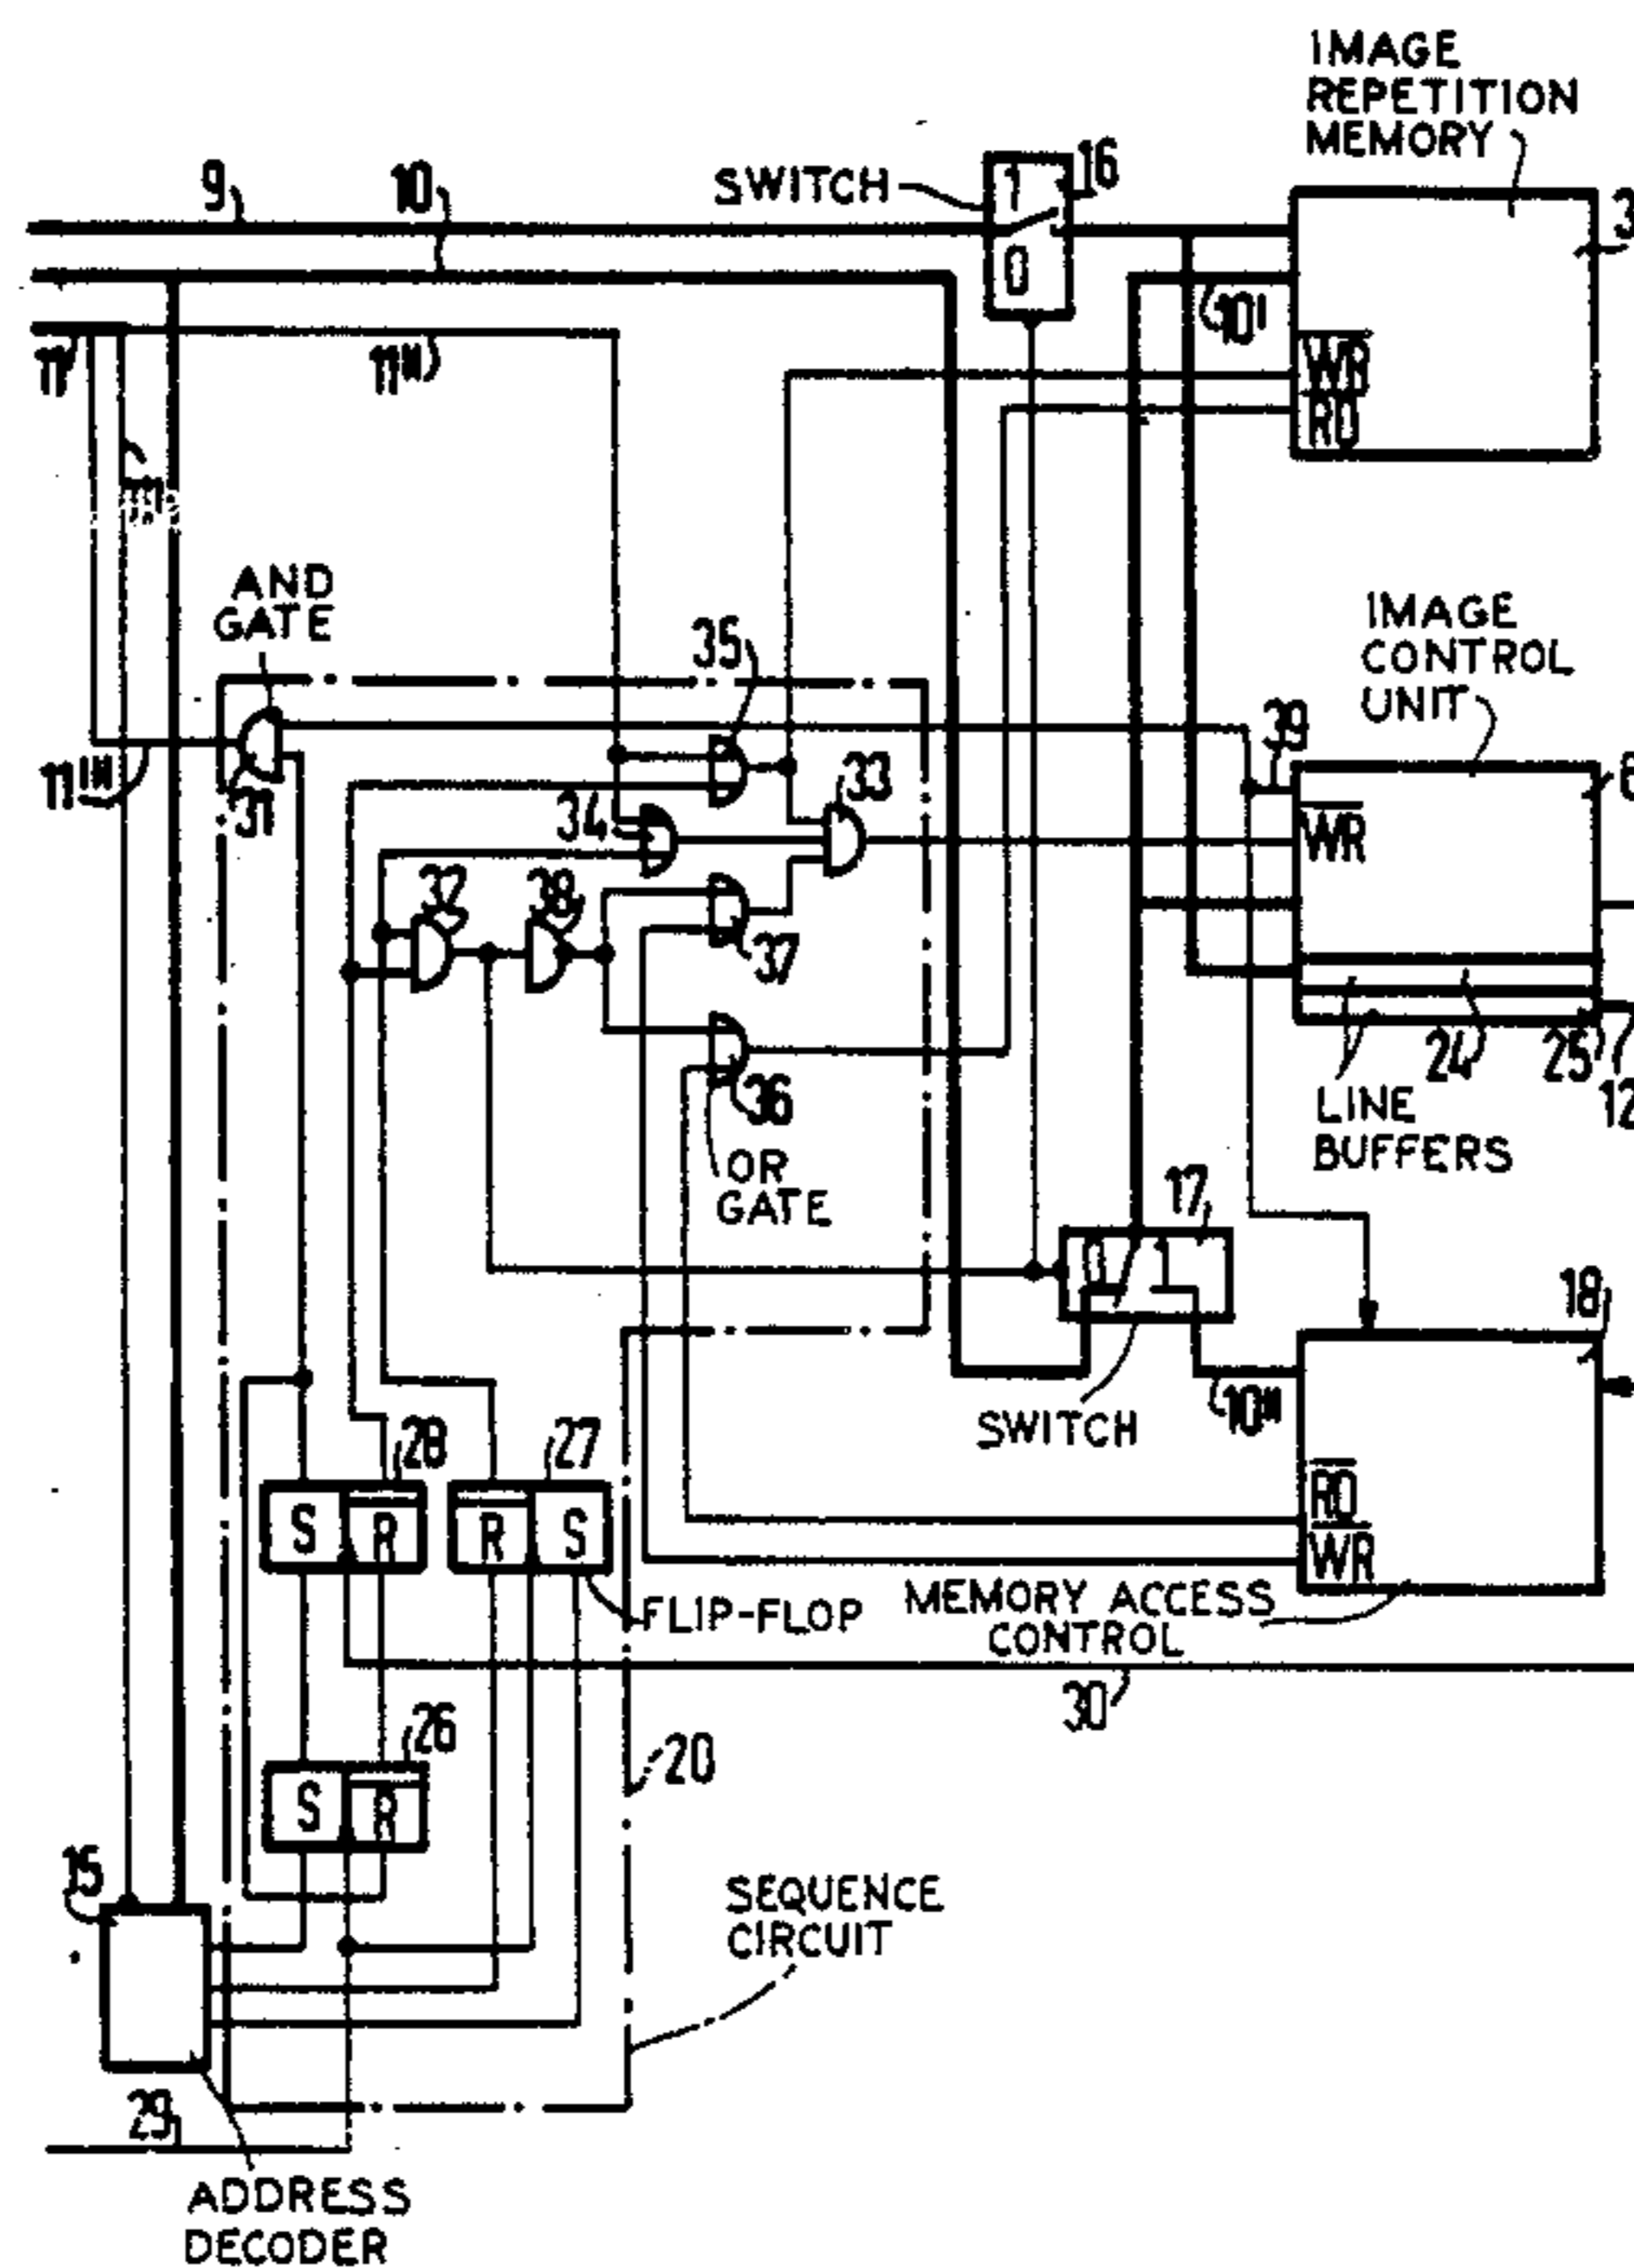 IMAGE
REPETITION
MEMORY
9
10
SWITCH
1
16
0
3
10'
11
11"
WR
RD
AND
GATE
35
IMAGE
CONTROL
UNIT
39
6
11'"
31
34
33
WR
32
38
37
24
25
12
36
LINE
BUFFERS
OR
GATE
17
0 1
18
SWITCH
10"
28
27
S R
R S
RD
WR
FLIP-FLOP
MEMORY ACCESS
CONTROL
30
26
S R
20
15
SEQUENCE
CIRCUIT
29
ADDRESS
DECODER